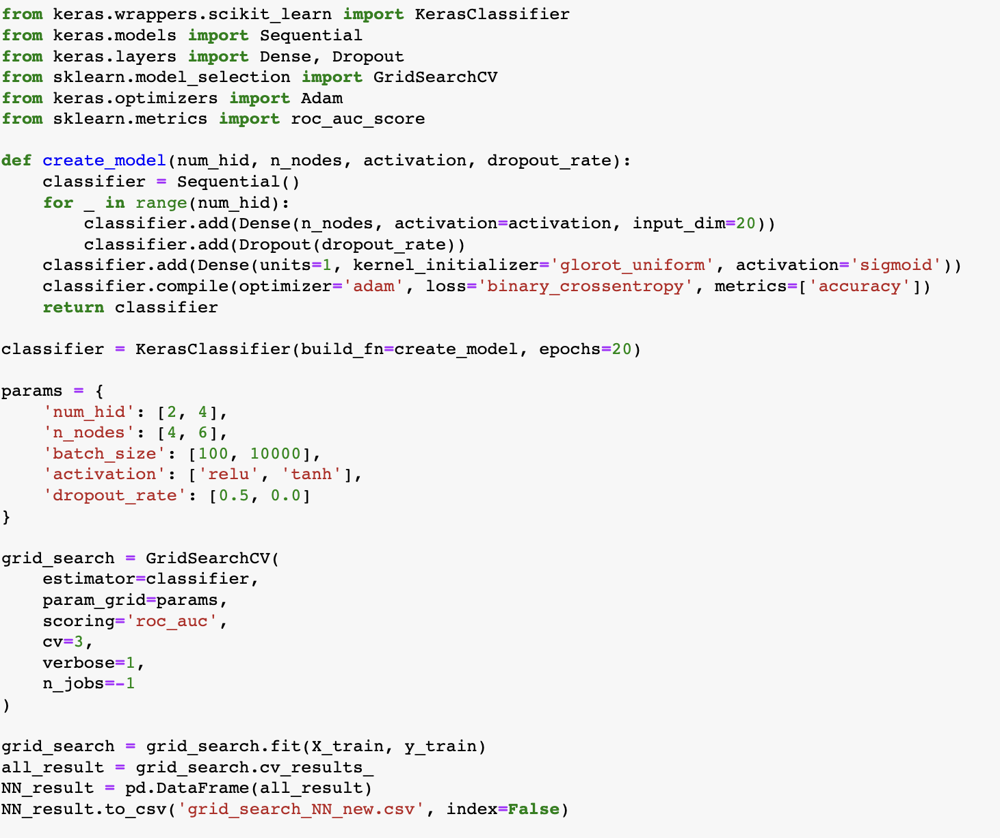 from keras.wrappers.scikit_learn import KerasClassifier
from keras.models import Sequential
from keras.layers import Dense, Dropout
from sklearn.model_selection import GridSearchCV
from keras.optimizers import Adam
from sklearn.metrics import roc_auc_score

def create_model(num_hid, n_nodes, activation, dropout_rate):
    classifier = Sequential()
    for _ in range(num_hid):
        classifier.add(Dense(n_nodes, activation=activation, input_dim=20))
        classifier.add(Dropout(dropout_rate))
    classifier.add(Dense(units=1, kernel_initializer='glorot_uniform', activation='sigmoid'))
    classifier.compile(optimizer='adam', loss='binary_crossentropy', metrics=['accuracy'])
    return classifier

classifier = KerasClassifier(build_fn=create_model, epochs=20)

params = {
    'num_hid': [2, 4],
    'n_nodes': [4, 6],
    'batch_size': [100, 10000],
    'activation': ['relu', 'tanh'],
    'dropout_rate': [0.5, 0.0]
}

grid_search = GridSearchCV(
    estimator=classifier,
    param_grid=params,
    scoring='roc_auc',
    cv=3,
    verbose=1,
    n_jobs=-1
)

grid_search = grid_search.fit(X_train, y_train)
all_result = grid_search.cv_results_
NN_result = pd.DataFrame(all_result)
NN_result.to_csv('grid_search_NN_new.csv', index=False)